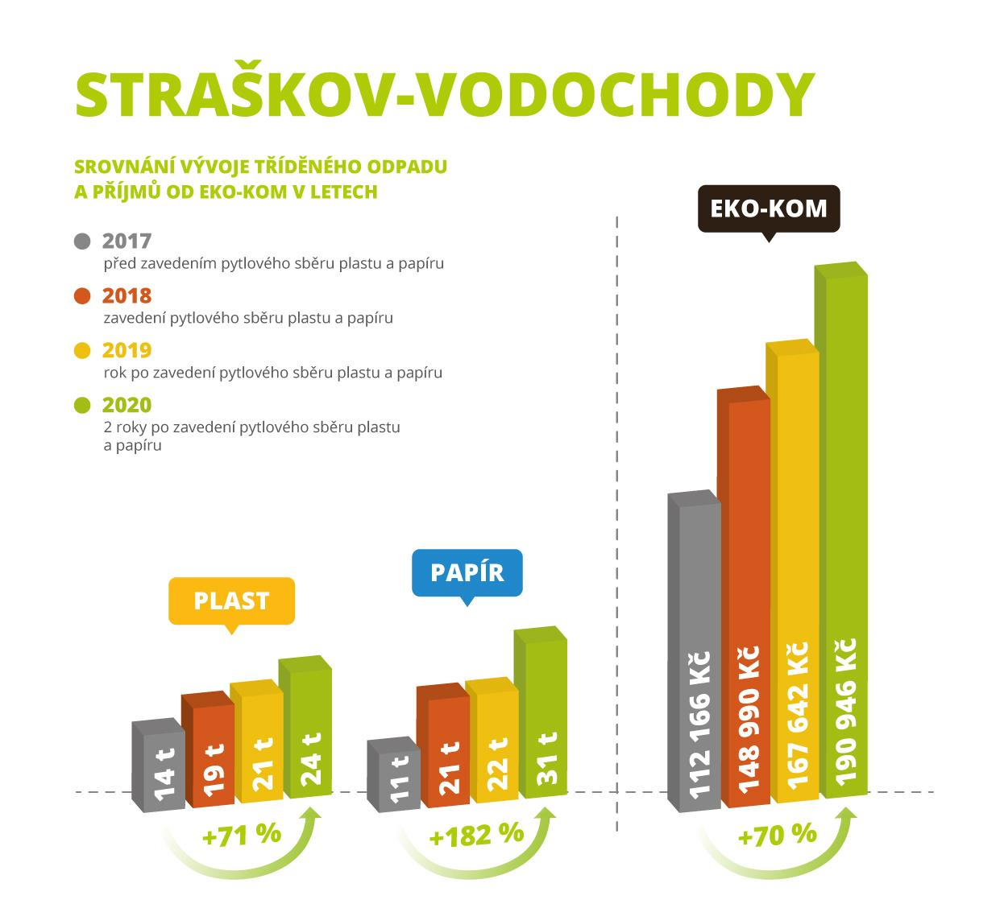 STRAŠKOV-VODOCHODY
SROVNÁNÍ VÝVOJE TŘÍDĚNÉHO ODPADU
A PŘÍJMŮ OD EKO-KOM V LETECH
2017
před zavedením pytlového sběru plastu a papíru
2018
zavedení pytlového sběru plastu a papíru
2019
rok po zavedení pytlového sběru plastu a papíru
2020
2 roky po zavedení pytlového sběru plastu
a papíru
PLAST
14 t
19 t
21 t
24 t
+71 %
PAPÍR
11 t
21 t
22 t
31 t
+182 %
EKO-KOM
112 166 Kč
148 990 Kč
167 642 Kč
190 946 Kč
+70 %